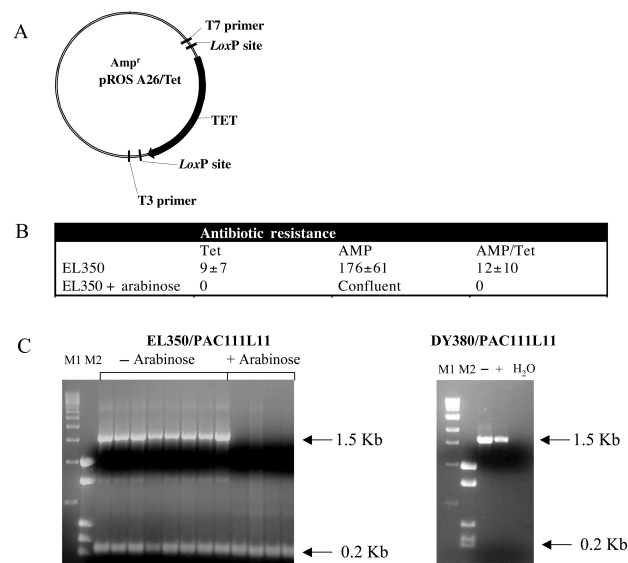 A
T7 primer
LoxP site
Ampr
pROS A26/Tet
TET
LoxP site
T3 primer
B
Antibiotic resistance
Tet AMP AMP/Tet
EL350 9±7 176±61 12±10
EL350 + arabinose 0 Confluent 0
C
EL350/PAC111L11
M1 M2 – Arabinose + Arabinose
1.5 Kb
0.2 Kb
DY380/PAC111L11
M1 M2 – + H2O
1.5 Kb
0.2 Kb